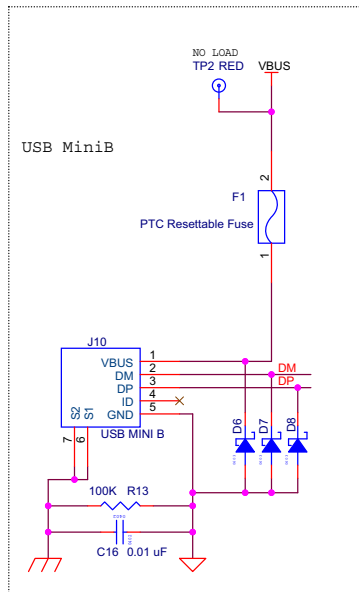 NO LOAD
TP2 RED
VBUS
USB MiniB
2
F1
PTC Resettable Fuse
1
J10
VBUS 1
DM 2
DM
DP 3
DP
ID 4
GND 5
S2
S1
7
6
USB MINI B
D6
D7
D8
100K R13
C16 0.01 uF